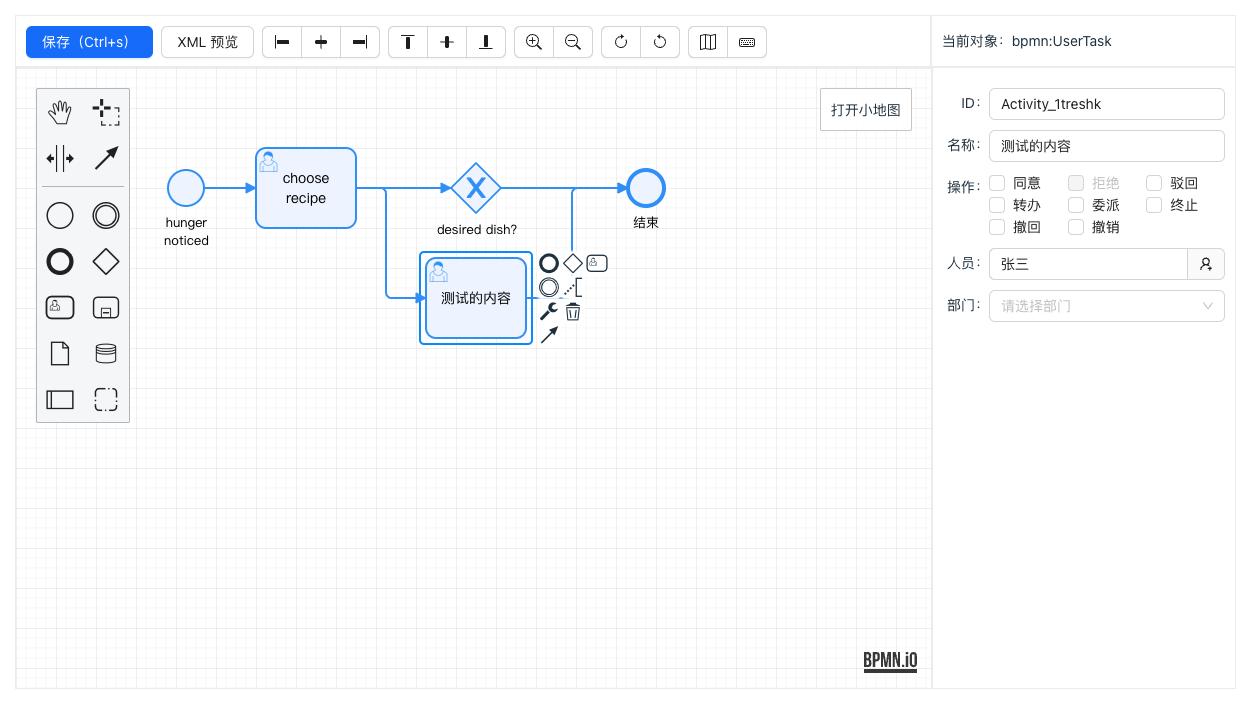 保存（Ctrl+s）
XML 预览
当前对象：bpmn:UserTask
打开小地图
choose
recipe
hunger
noticed
desired dish?
结束
测试的内容
BPMN.iO
ID：
Activity_1treshk
名称：
测试的内容
操作：
同意 拒绝 驳回
转办 委派 终止
撤回 撤销
人员：
张三
部门：
请选择部门